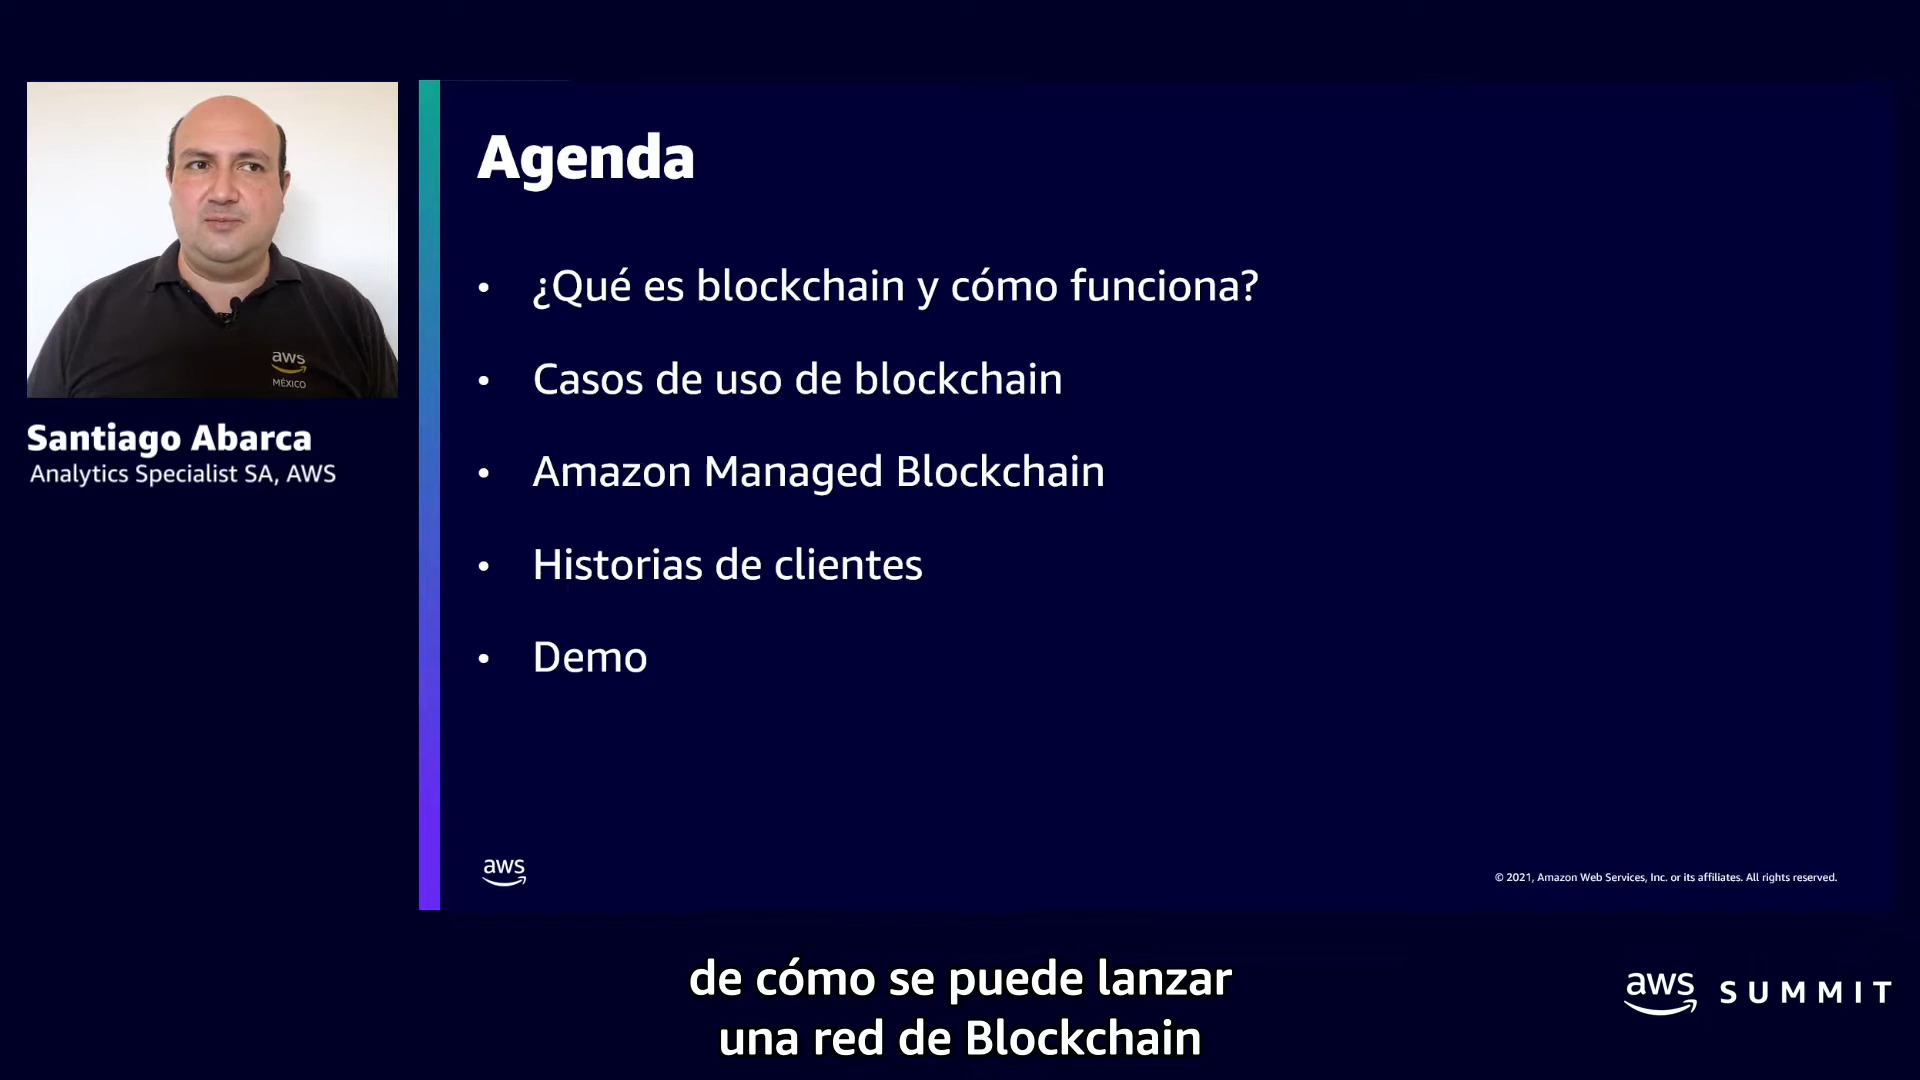 aws
MÉXICO
Santiago Abarca
Analytics Specialist SA, AWS
Agenda
• ¿Qué es blockchain y cómo funciona?
• Casos de uso de blockchain
• Amazon Managed Blockchain
• Historias de clientes
• Demo
aws
© 2021, Amazon Web Services, Inc. or its affiliates. All rights reserved.
de cómo se puede lanzar
una red de Blockchain
aws SUMMIT